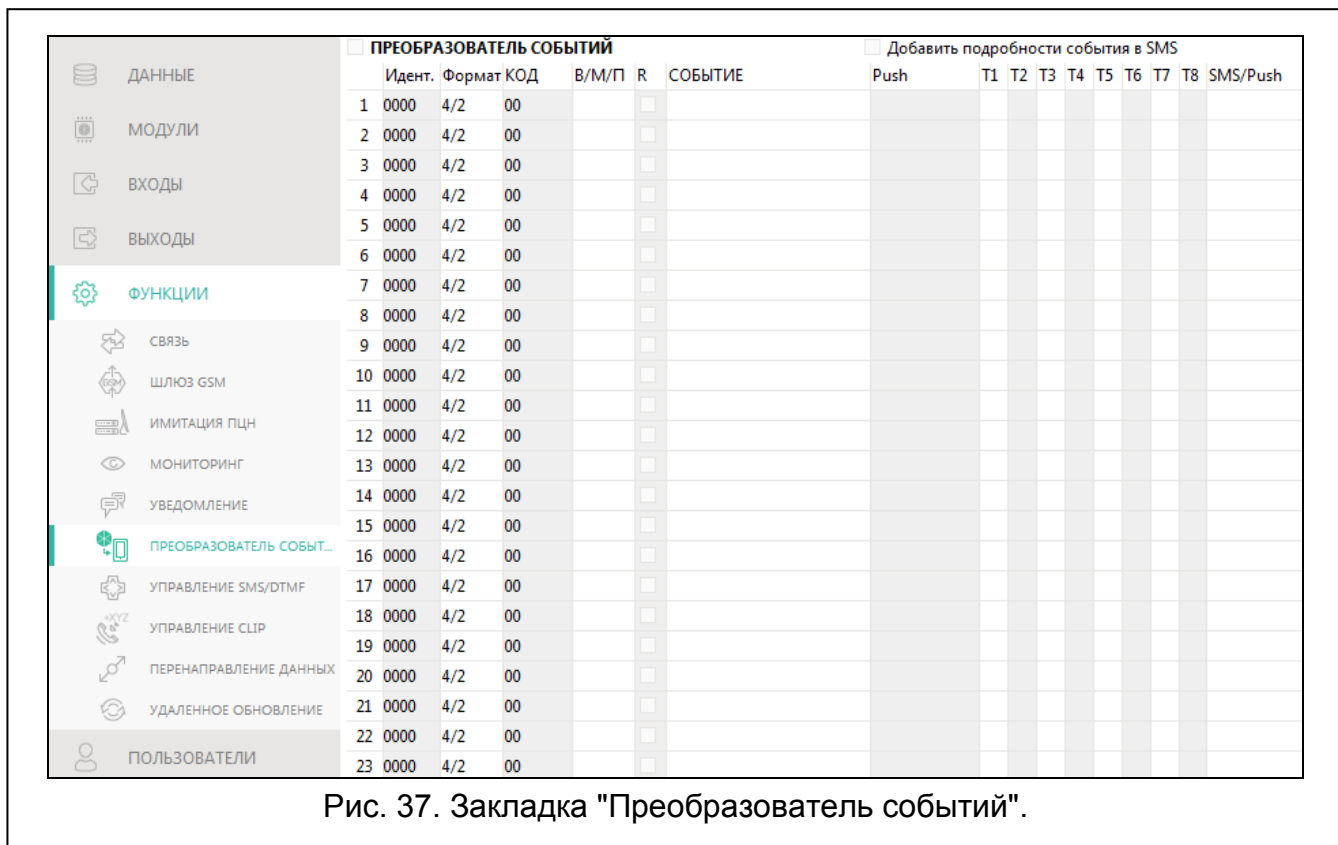 ПРЕОБРАЗОВАТЕЛЬ СОБЫТИЙ Добавить подробности события в SMS
Идент. Формат КОД В/М/П R СОБЫТИЕ Push T1 T2 T3 T4 T5 T6 T7 T8 SMS/Push
1 0000 4/2 00
2 0000 4/2 00
3 0000 4/2 00
4 0000 4/2 00
5 0000 4/2 00
6 0000 4/2 00
7 0000 4/2 00
8 0000 4/2 00
9 0000 4/2 00
10 0000 4/2 00
11 0000 4/2 00
12 0000 4/2 00
13 0000 4/2 00
14 0000 4/2 00
15 0000 4/2 00
16 0000 4/2 00
17 0000 4/2 00
18 0000 4/2 00
19 0000 4/2 00
20 0000 4/2 00
21 0000 4/2 00
22 0000 4/2 00
23 0000 4/2 00
ДАННЫЕ
МОДУЛИ
ВХОДЫ
ВЫХОДЫ
ФУНКЦИИ
СВЯЗЬ
GSM
ШЛЮЗ GSM
ИМИТАЦИЯ ПЦН
МОНИТОРИНГ
УВЕДОМЛЕНИЕ
ПРЕОБРАЗОВАТЕЛЬ СОБЫТ...
УПРАВЛЕНИЕ SMS/DTMF
+XYZ
УПРАВЛЕНИЕ CLIP
ПЕРЕНАПРАВЛЕНИЕ ДАННЫХ
УДАЛЕННОЕ ОБНОВЛЕНИЕ
ПОЛЬЗОВАТЕЛИ
Рис. 37. Закладка "Преобразователь событий".